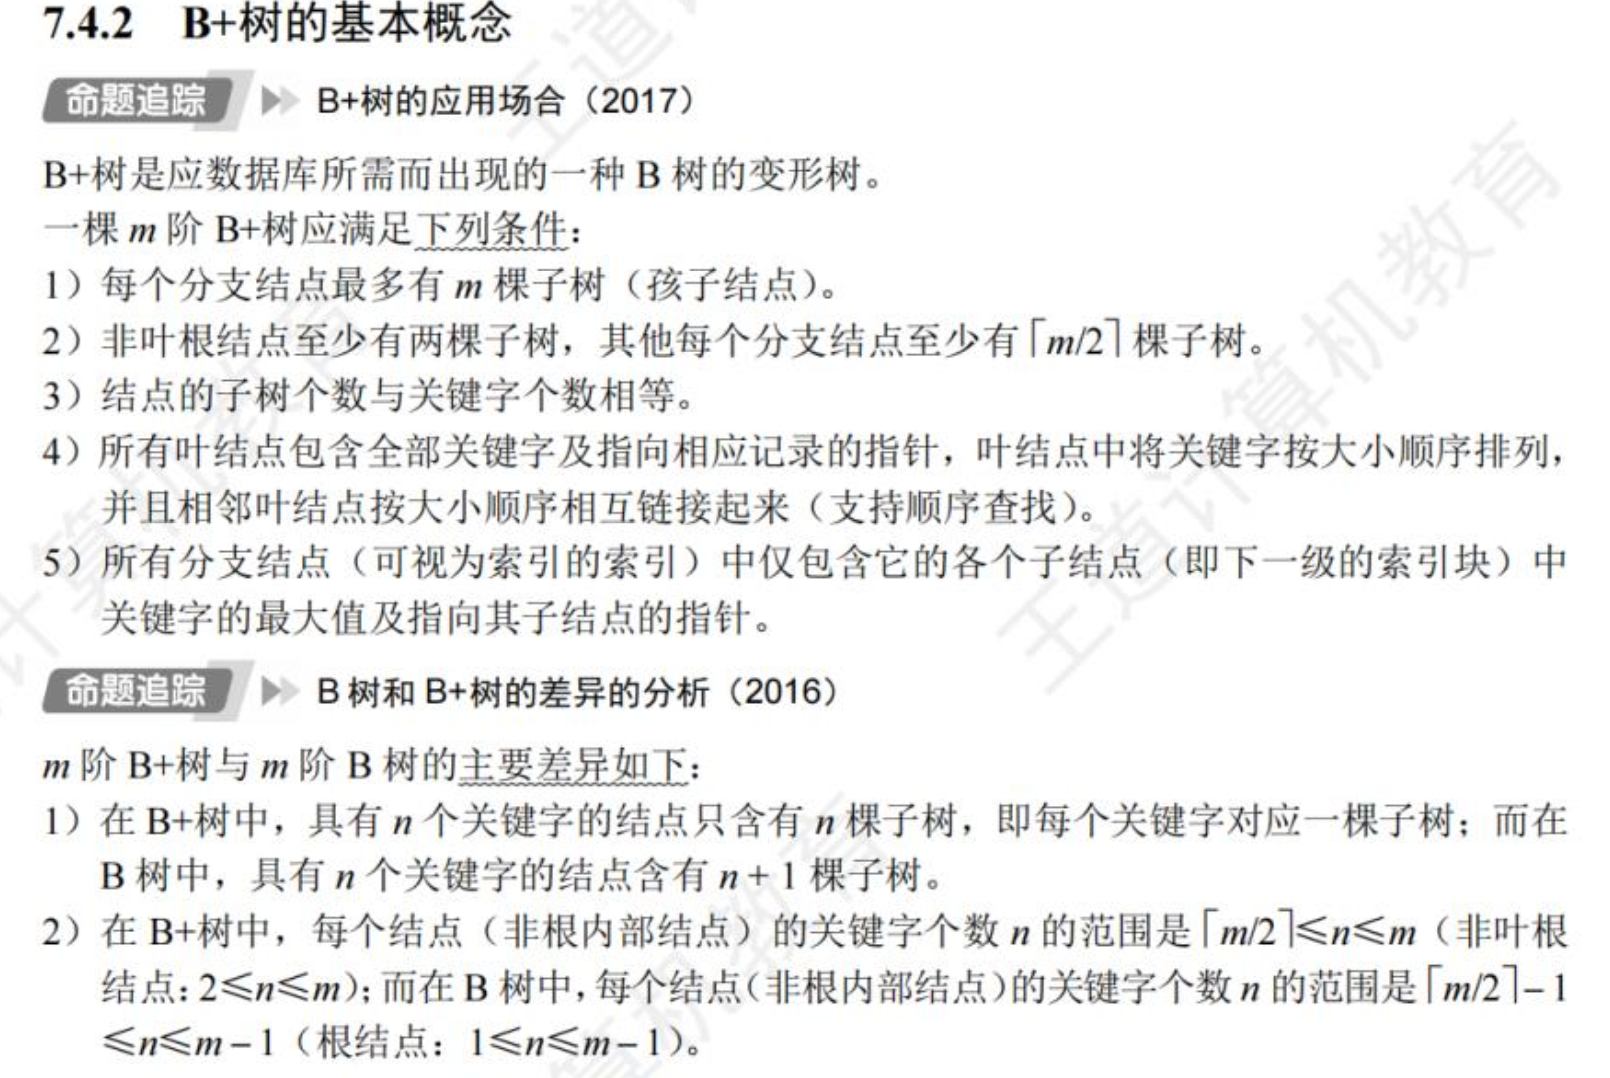 7.4.2 B+树的基本概念
命题追踪 B+树的应用场合（2017）
B+树是应数据库所需而出现的一种 B 树的变形树。
一棵 m 阶 B+树应满足下列条件：
1）每个分支结点最多有 m 棵子树（孩子结点）。
2）非叶根结点至少有两棵子树，其他每个分支结点至少有⌈m/2⌉棵子树。
3）结点的子树个数与关键字个数相等。
4）所有叶结点包含全部关键字及指向相应记录的指针，叶结点中将关键字按大小顺序排列，
并且相邻叶结点按大小顺序相互链接起来（支持顺序查找）。
5）所有分支结点（可视为索引的索引）中仅包含它的各个子结点（即下一级的索引块）中
关键字的最大值及指向其子结点的指针。
命题追踪 B 树和 B+树的差异的分析（2016）
m 阶 B+树与 m 阶 B 树的主要差异如下：
1）在 B+树中，具有 n 个关键字的结点只含有 n 棵子树，即每个关键字对应一棵子树；而在
B 树中，具有 n 个关键字的结点含有 n + 1 棵子树。
2）在 B+树中，每个结点（非根内部结点）的关键字个数 n 的范围是⌈m/2⌉≤n≤m（非叶根
结点：2≤n≤m）；而在 B 树中，每个结点（非根内部结点）的关键字个数 n 的范围是⌈m/2⌉−1
≤n≤m − 1（根结点：1≤n≤m − 1）。
王道计算机教育